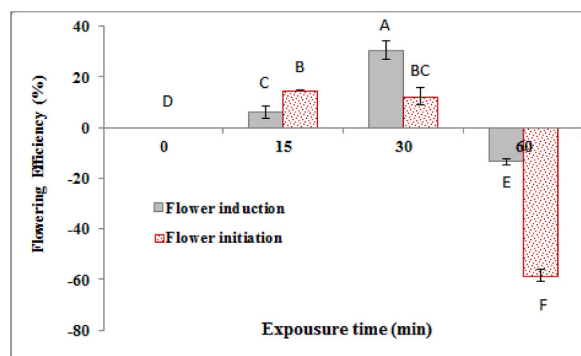 40
A
B
BC
20
C
D
0
0
15
30
60
-20
E
Flower induction
-40
Flower initiation
-60
F
-80
Expousure time (min)
Flowering Efficiency (%)